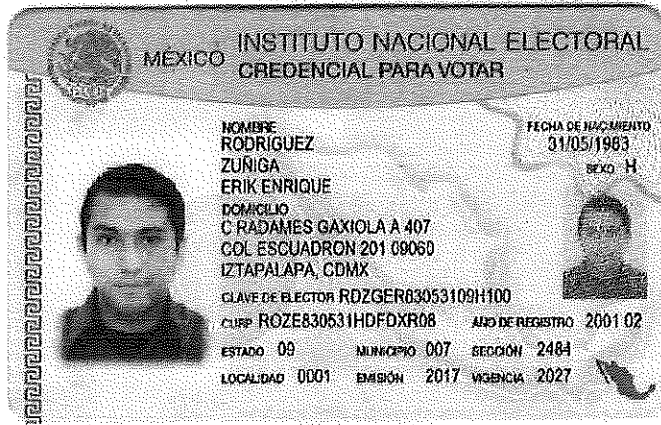 MÉXICO INSTITUTO NACIONAL ELECTORAL
CREDENCIAL PARA VOTAR
NOMBRE
RODRIGUEZ
ZUÑIGA
ERIK ENRIQUE
FECHA DE NACIMIENTO
31/05/1983
SEXO H
DOMICILIO
C RADAMES GAXIOLA A 407
COL ESCUADRON 201 09060
IZTAPALAPA, CDMX
CLAVE DE ELECTOR RDZGER83053109H100
CURP ROZE830531HDFDXR08 AÑO DE REGISTRO 2001 02
ESTADO 09 MUNICIPIO 007 SECCIÓN 2484
LOCALIDAD 0001 EMISIÓN 2017 VIGENCIA 2027